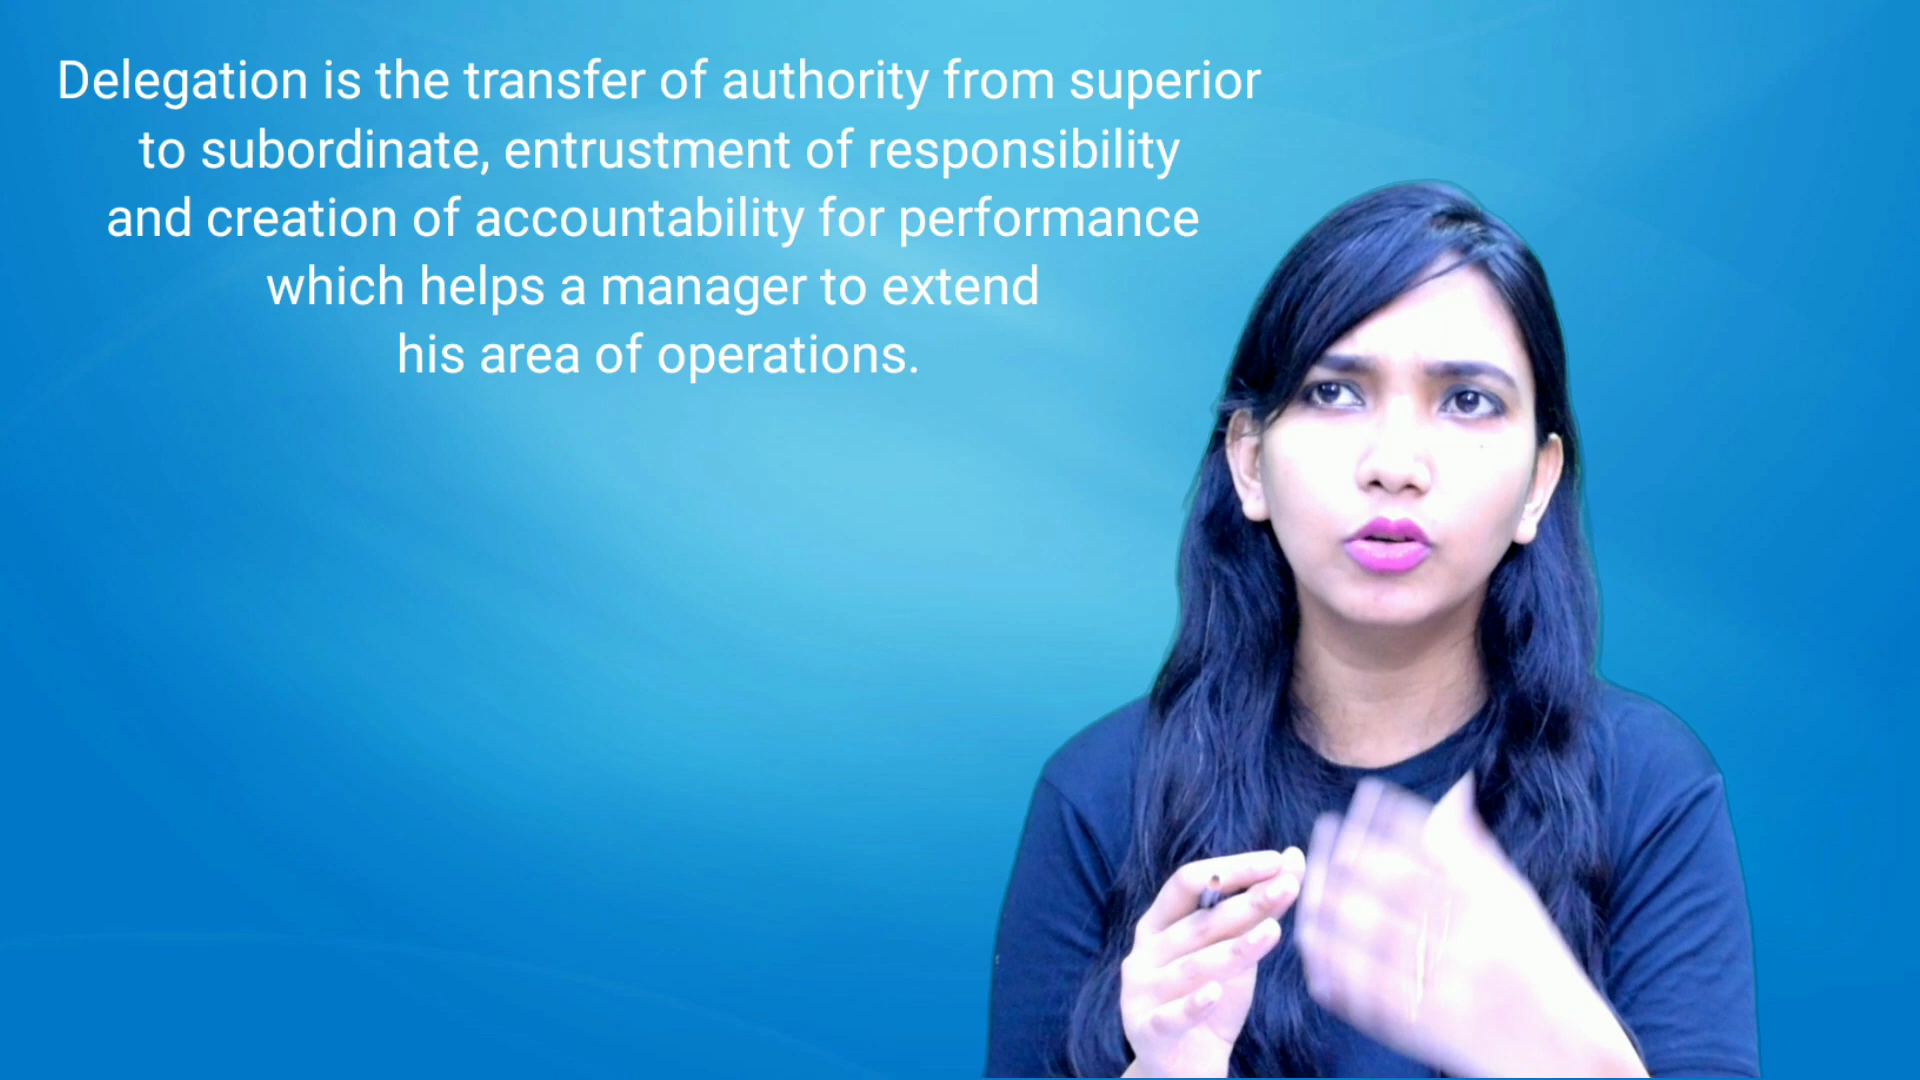 Delegation is the transfer of authority from superior
to subordinate, entrustment of responsibility
and creation of accountability for performance
which helps a manager to extend
his area of operations.